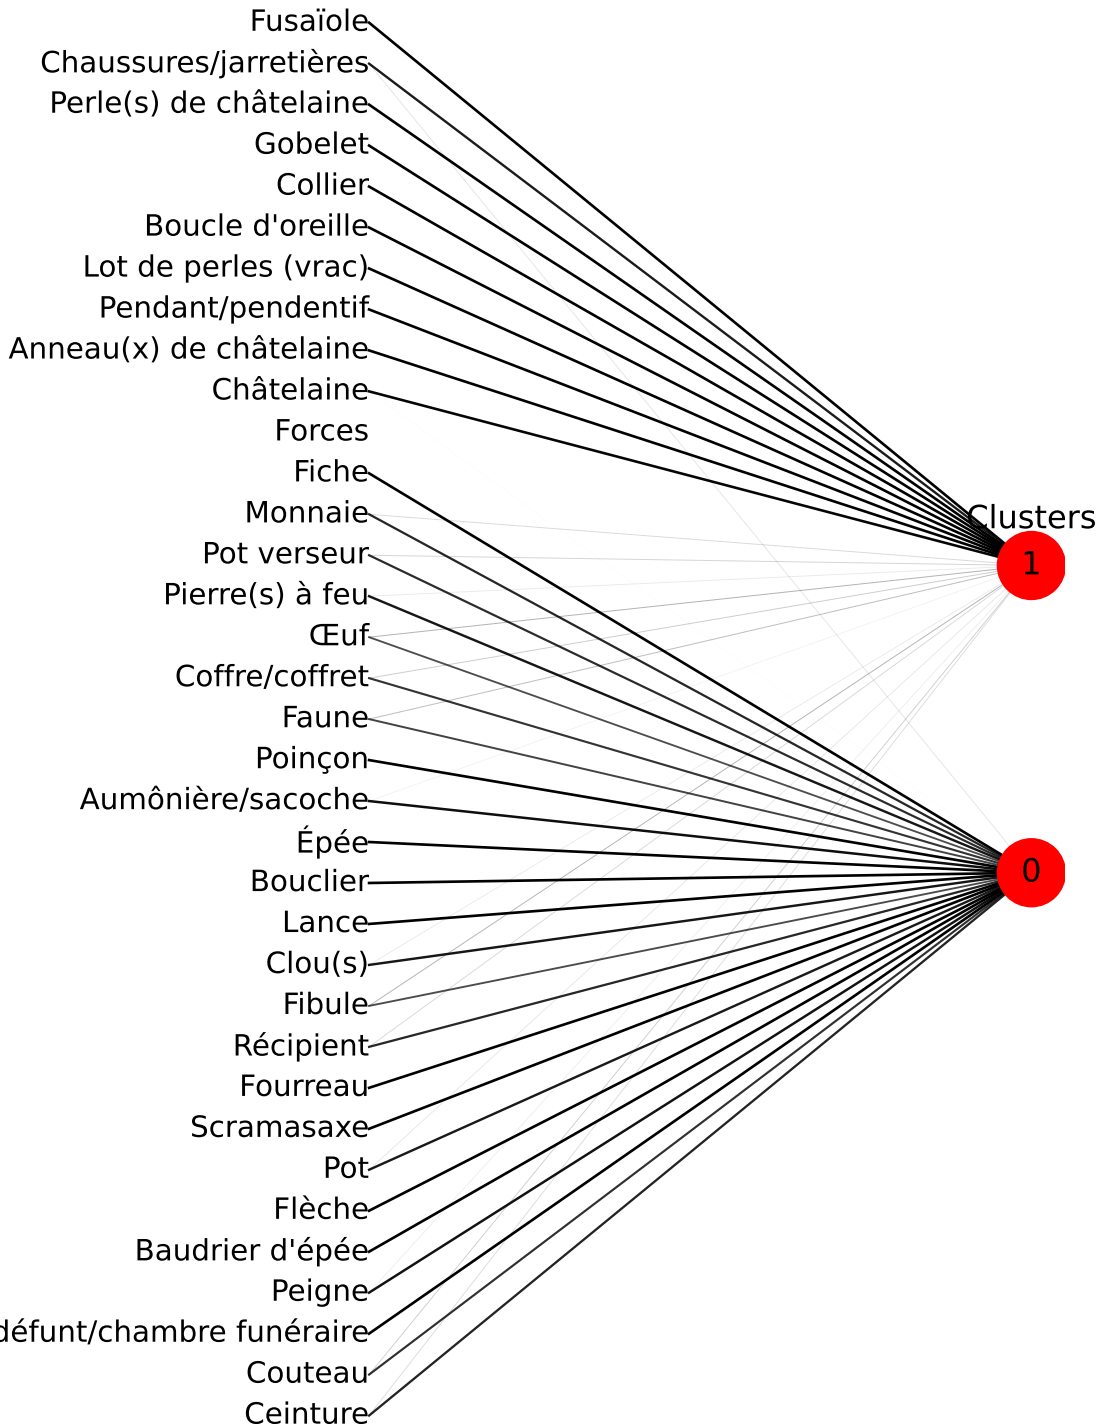 Fusaïole
Chaussures/jarretières
Perle(s) de châtelaine
Gobelet
Collier
Boucle d'oreille
Lot de perles (vrac)
Pendant/pendentif
Anneau(x) de châtelaine
Châtelaine
Forces
Fiche
Monnaie
Clusters
Pot verseur
1
Pierre(s) à feu
Œuf
Coffre/coffret
Faune
Poinçon
Aumônière/sacoche
Épée
0
Bouclier
Lance
Clou(s)
Fibule
Récipient
Fourreau
Scramasaxe
Pot
Flèche
Baudrier d'épée
Peigne
défunt/chambre funéraire
Couteau
Ceinture